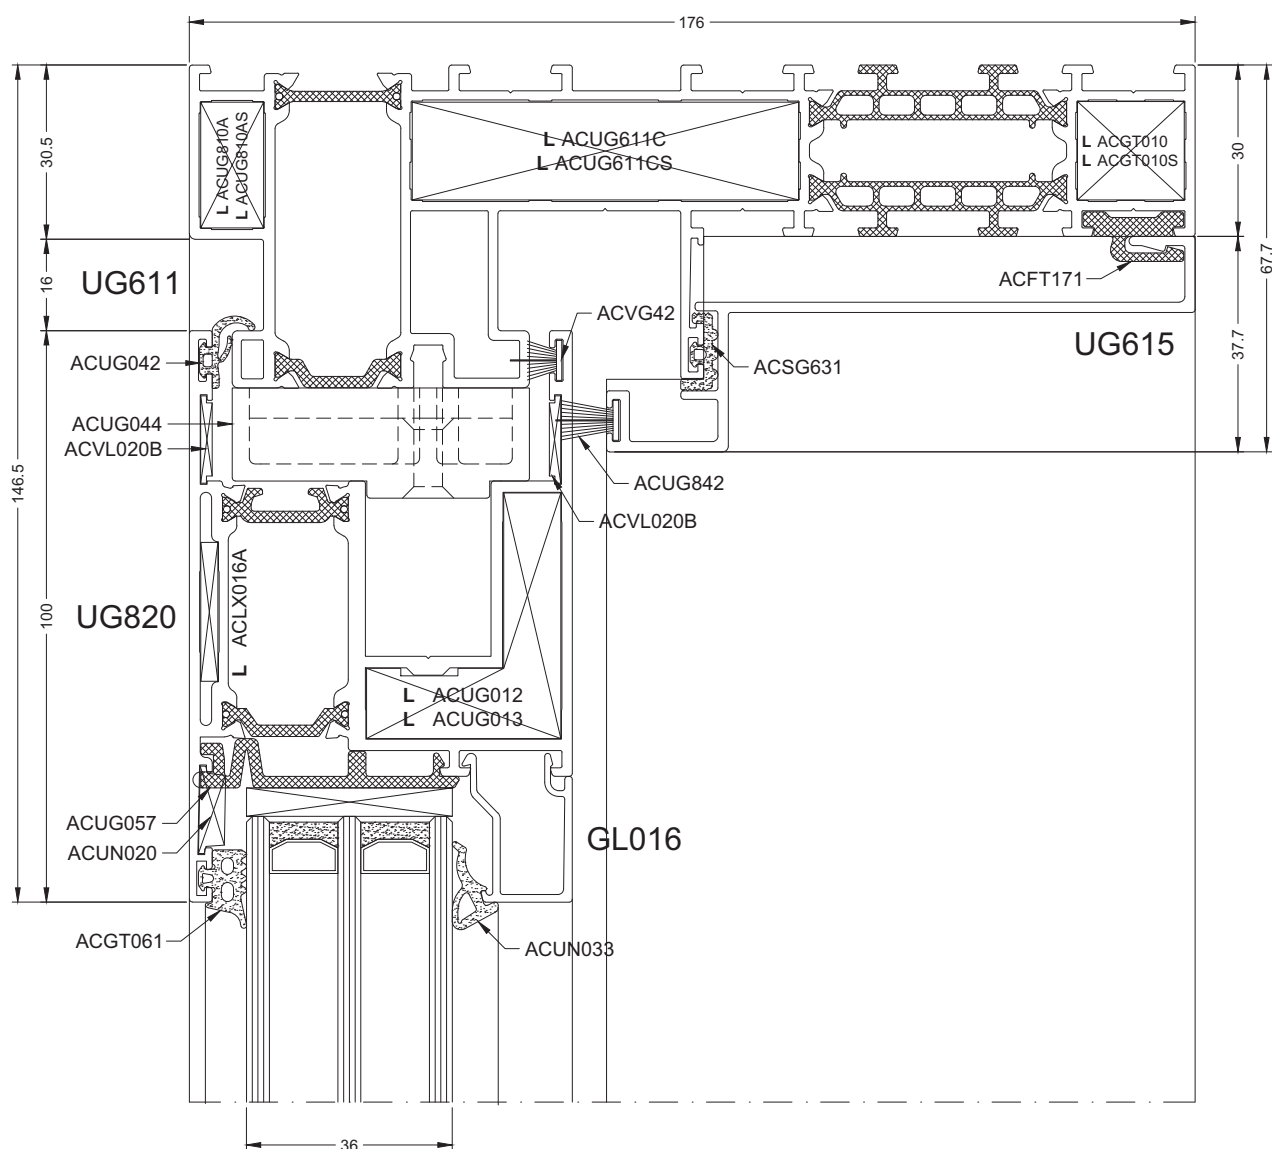 176
30.5
L ACUG810A
L ACUG810AS
L ACUG611C
L ACUG611CS
L ACGT010
L ACGT010S
30
67.7
UG611
16
ACVG42
ACFT171
UG615
37.7
ACUG042
ACSG631
ACUG044
ACVL020B
146.5
ACUG842
ACVL020B
L ACLX016A
UG820
100
L ACUG012
L ACUG013
ACUG057
ACUN020
GL016
ACGT061
ACUN033
36